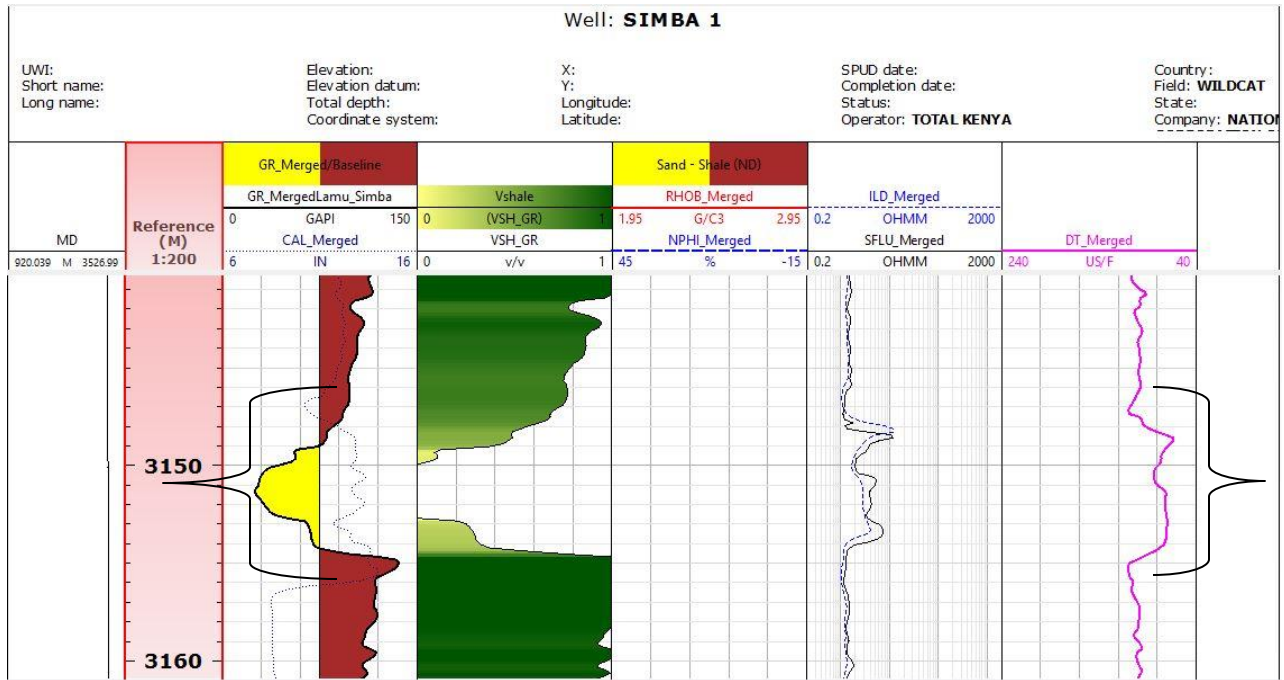 Well: SIMBA 1
UWI: Elevation: X: SPUD date: Country:
Short name: Elevation datum: Y: Completion date: Field: WILDCAT
Long name: Total depth: Longitude: Status: State:
Coordinate system: Latitude: Operator: TOTAL KENYA Company: NATION
GR_Merged/Baseline Sand - Shale (ND)
GR_MergedLamu_Simba Vshale RHOB_Merged ILD_Merged
0 GAPI 150 0 (VSH_GR) 1 1.95 G/C3 2.95 0.2 OHMM 2000
MD Reference (M) 1:200 CAL_Merged VSH_GR NPHI_Merged SFLU_Merged DT_Merged
920.039 M 3526.99 6 IN 16 0 v/v 1 45 % -15 0.2 OHMM 2000 240 US/F 40
3150
3160